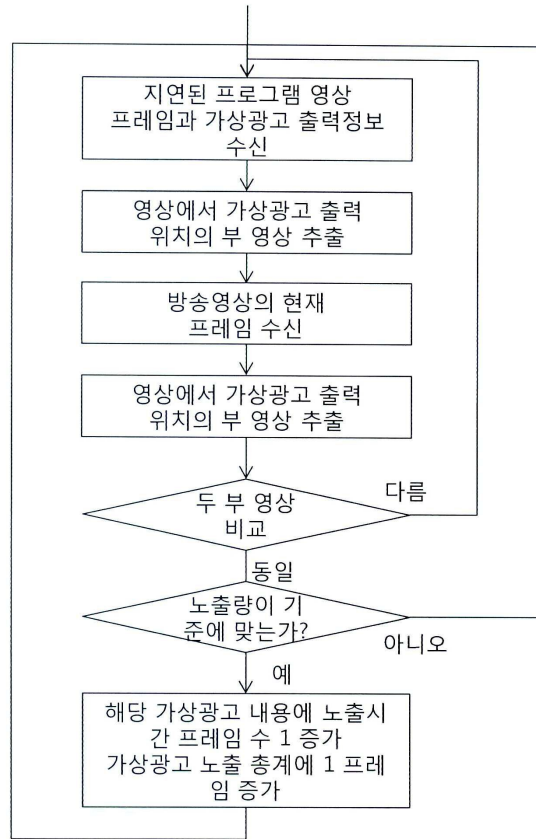 지연된 프로그램 영상
프레임과 가상광고 출력정보
수신
영상에서 가상광고 출력
위치의 부 영상 추출
방송영상의 현재
프레임 수신
영상에서 가상광고 출력
위치의 부 영상 추출
두 부 영상
비교
다름
동일
노출량이 기
준에 맞는가?
아니오
예
해당 가상광고 내용에 노출시
간 프레임 수 1 증가
가상광고 노출 총계에 1 프레
임 증가